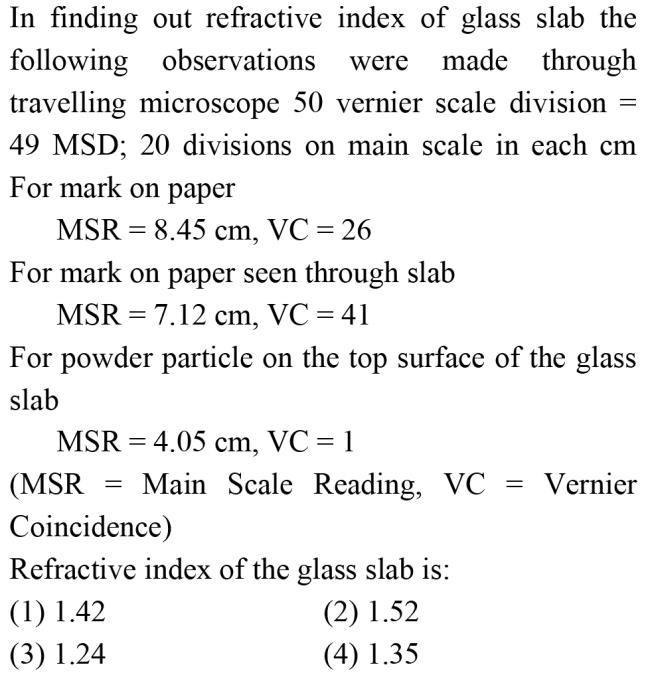 In finding out refractive index of glass slab the
following observations were made through
travelling microscope 50 vernier scale division =
49 MSD; 20 divisions on main scale in each cm
For mark on paper
MSR = 8.45 cm, VC = 26
For mark on paper seen through slab
MSR = 7.12 cm, VC = 41
For powder particle on the top surface of the glass
slab
MSR = 4.05 cm, VC = 1
(MSR = Main Scale Reading, VC = Vernier
Coincidence)
Refractive index of the glass slab is:
(1) 1.42 (2) 1.52
(3) 1.24 (4) 1.35